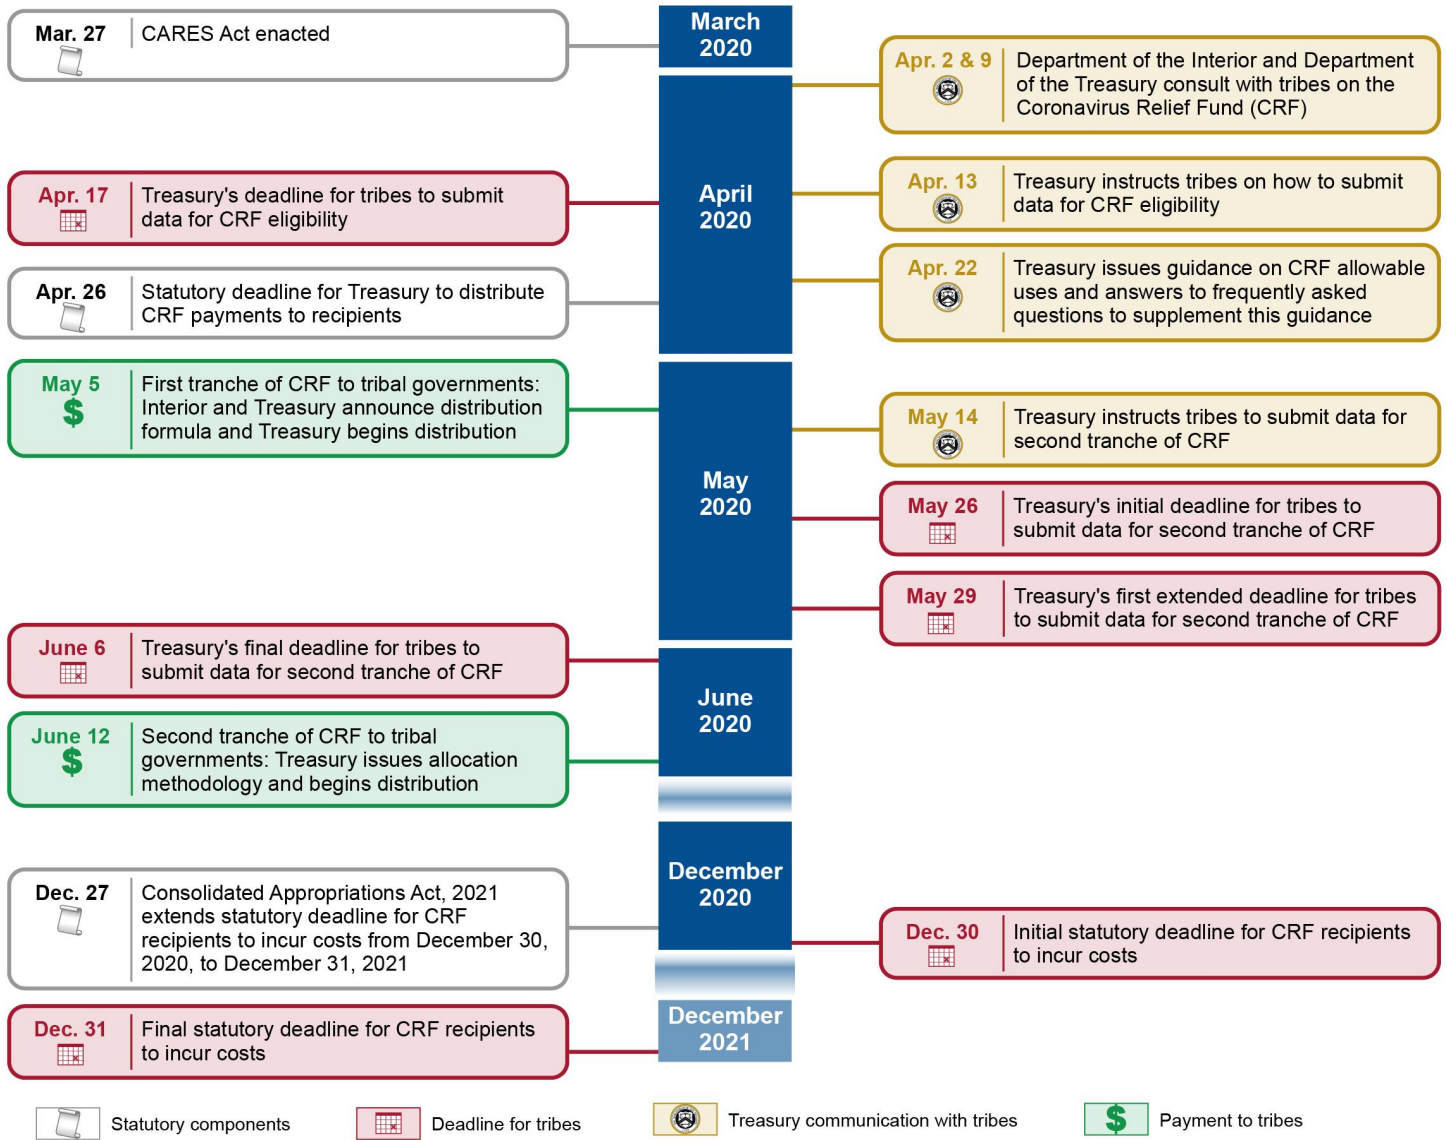 March
2020
Mar. 27
CARES Act enacted
Apr. 2 & 9
Department of the Interior and Department
of the Treasury consult with tribes on the
Coronavirus Relief Fund (CRF)
April
2020
Apr. 13
Treasury instructs tribes on how to submit
data for CRF eligibility
Apr. 17
Treasury's deadline for tribes to submit
data for CRF eligibility
Apr. 22
Treasury issues guidance on CRF allowable
uses and answers to frequently asked
questions to supplement this guidance
Apr. 26
Statutory deadline for Treasury to distribute
CRF payments to recipients
May 5
$
First tranche of CRF to tribal governments:
Interior and Treasury announce distribution
formula and Treasury begins distribution
May
2020
May 14
Treasury instructs tribes to submit data for
second tranche of CRF
May 26
Treasury's initial deadline for tribes to
submit data for second tranche of CRF
May 29
Treasury's first extended deadline for tribes
to submit data for second tranche of CRF
June 6
Treasury's final deadline for tribes to
submit data for second tranche of CRF
June
2020
June 12
$
Second tranche of CRF to tribal
governments: Treasury issues allocation
methodology and begins distribution
December
2020
Dec. 27
Consolidated Appropriations Act, 2021
extends statutory deadline for CRF
recipients to incur costs from December 30,
2020, to December 31, 2021
Dec. 30
Initial statutory deadline for CRF recipients
to incur costs
December
2021
Dec. 31
Final statutory deadline for CRF recipients
to incur costs
Statutory components
Deadline for tribes
Treasury communication with tribes
$
Payment to tribes